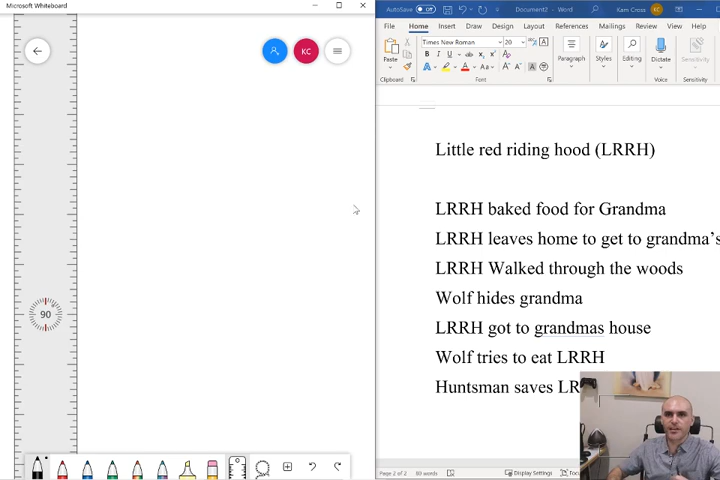 Microsoft Whiteboard
KC
90
AutoSave Off Document2 - Word Kam Cross KC
File Home Insert Draw Design Layout References Mailings Review View Help
Paste
Clipboard
Times New Roman 20
Font
Paragraph
Styles
Editing
Dictate
Voice
Sensitivity
Sensitivity
Little red riding hood (LRRH)
LRRH baked food for Grandma
LRRH leaves home to get to grandma's
LRRH Walked through the woods
Wolf hides grandma
LRRH got to grandmas house
Wolf tries to eat LRRH
Huntsman saves LR
Page 2 of 2 80 words Display Settings Focu